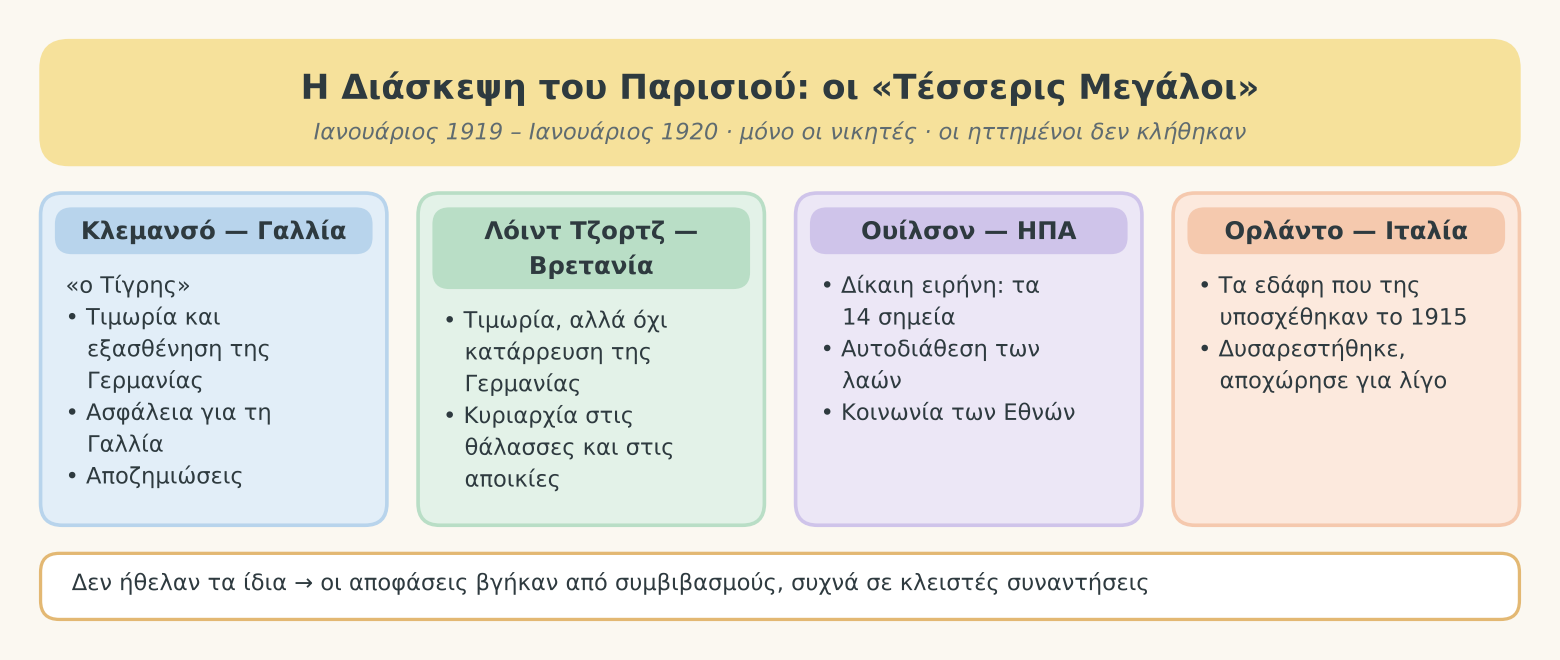 Η Διάσκεψη του Παρισιού: οι «Τέσσερις Μεγάλοι»
Ιανουάριος 1919 – Ιανουάριος 1920 · μόνο οι νικητές · οι ηττημένοι δεν κλήθηκαν
Κλεμανσό — Γαλλία
«ο Τίγρης»
• Τιμωρία και
εξασθένηση της
Γερμανίας
• Ασφάλεια για τη
Γαλλία
• Αποζημιώσεις
Λόιντ Τζορτζ —
Βρετανία
• Τιμωρία, αλλά όχι
κατάρρευση της
Γερμανίας
• Κυριαρχία στις
θάλασσες και στις
αποικίες
Ουίλσον — ΗΠΑ
• Δίκαιη ειρήνη: τα
14 σημεία
• Αυτοδιάθεση των
λαών
• Κοινωνία των Εθνών
Ορλάντο — Ιταλία
• Τα εδάφη που της
υποσχέθηκαν το 1915
• Δυσαρεστήθηκε,
αποχώρησε για λίγο
Δεν ήθελαν τα ίδια → οι αποφάσεις βγήκαν από συμβιβασμούς, συχνά σε κλειστές συναντήσεις